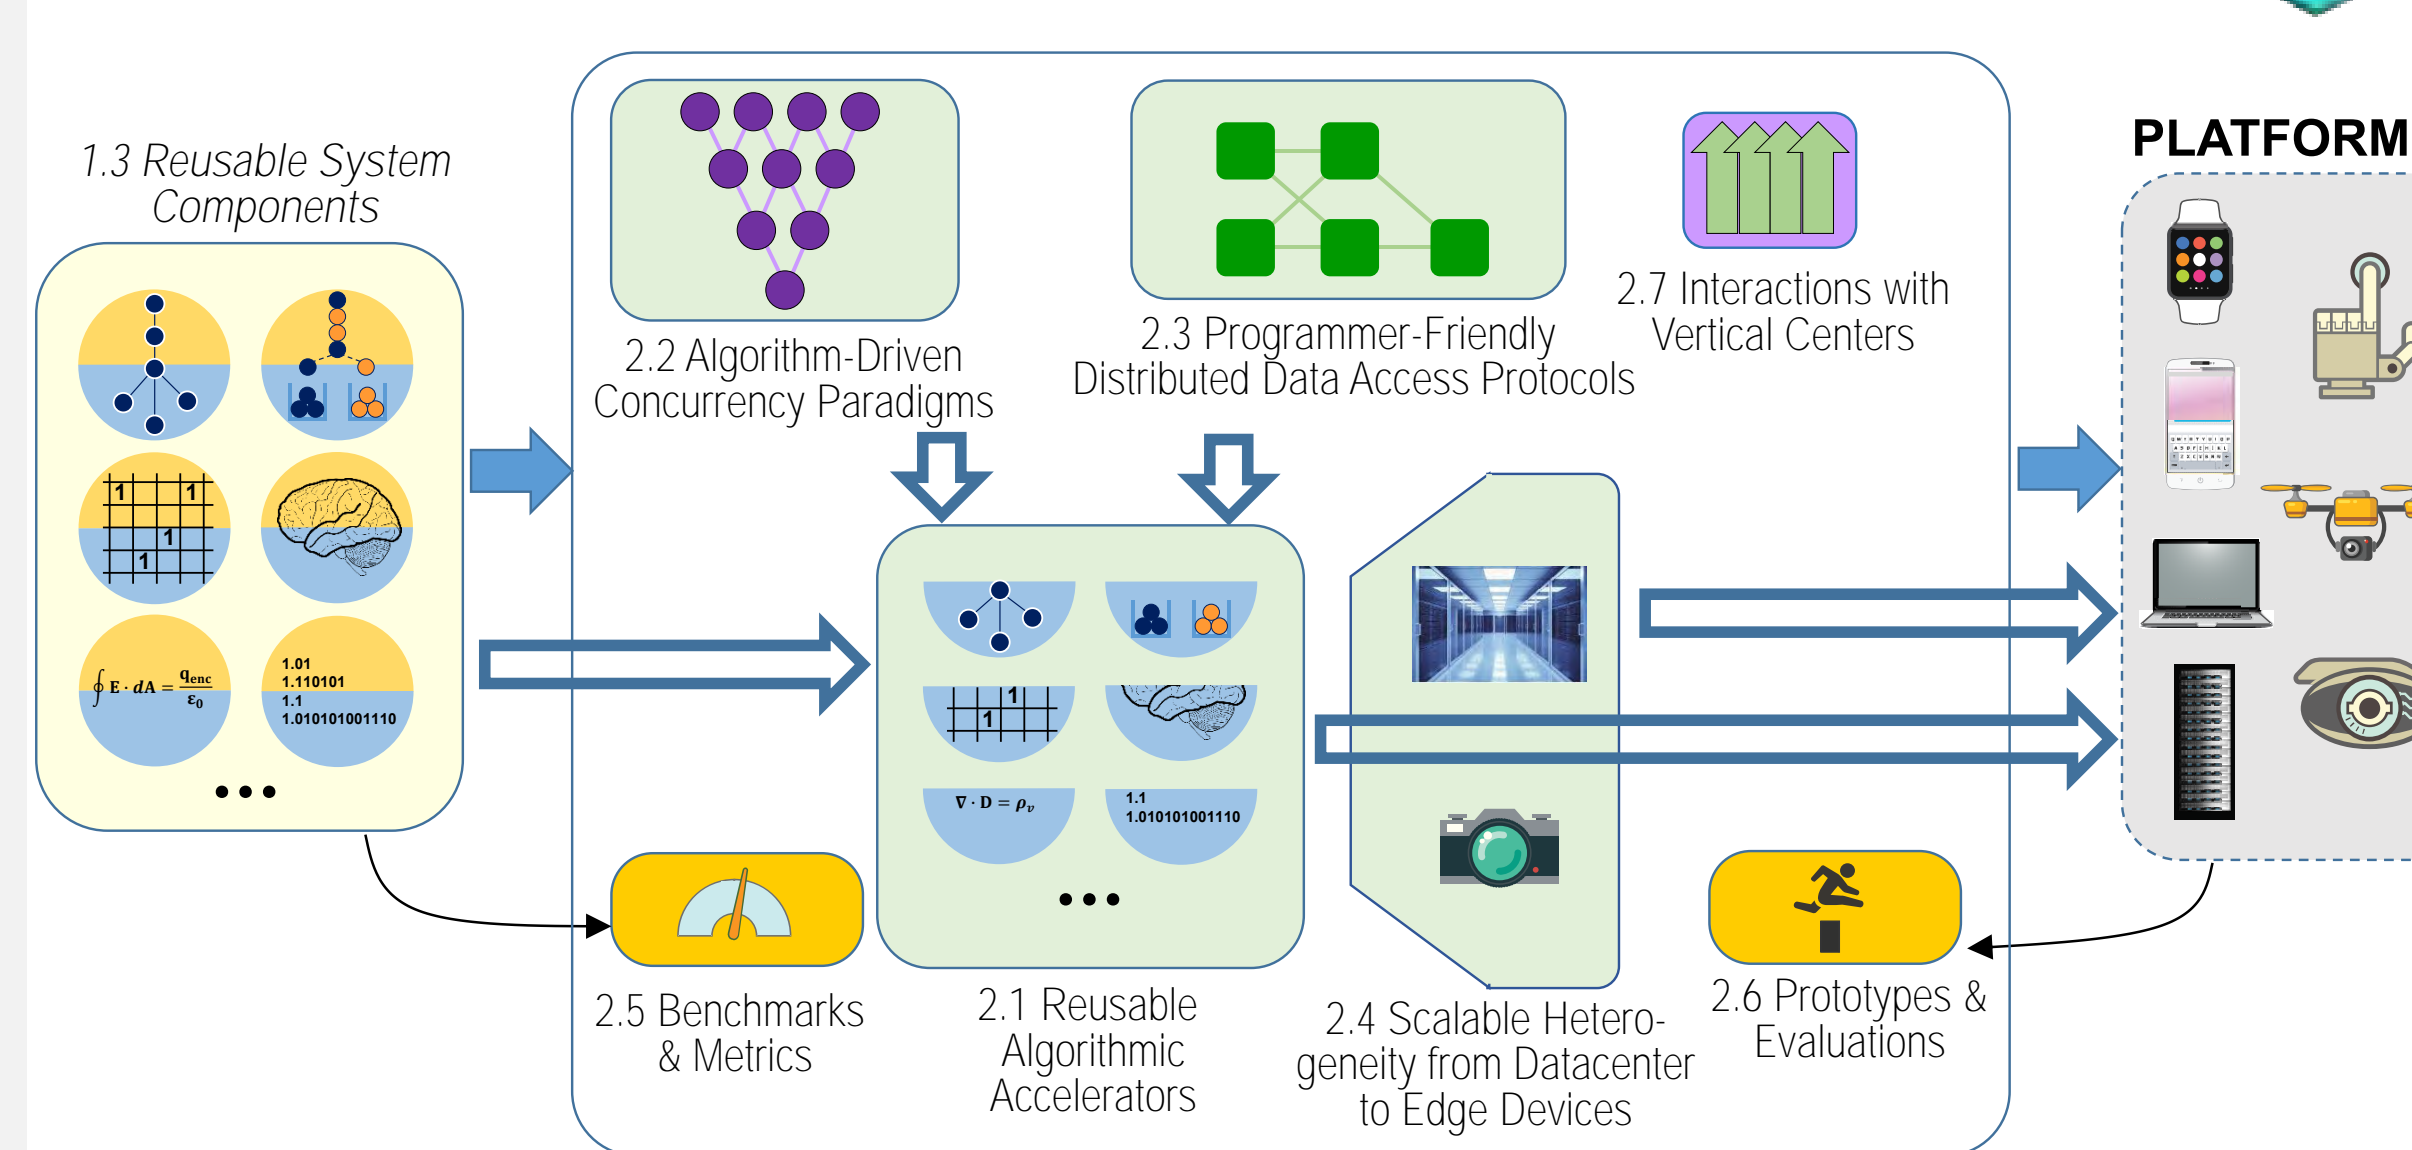 PLATFORM
1.3 Reusable System
Components
2.2 Algorithm-Driven
Concurrency Paradigms
2.3 Programmer-Friendly
Distributed Data Access Protocols
2.7 Interactions with
Vertical Centers
1 1
1
1
∮ E · dA = q_enc / ε₀
1.01
1.110101
1.1
1.010101001110
•••
1
1
∇ · D = ρᵥ
1.1
1.010101001110
•••
2.5 Benchmarks
& Metrics
2.1 Reusable
Algorithmic
Accelerators
2.4 Scalable Hetero-
geneity from Datacenter
to Edge Devices
2.6 Prototypes &
Evaluations